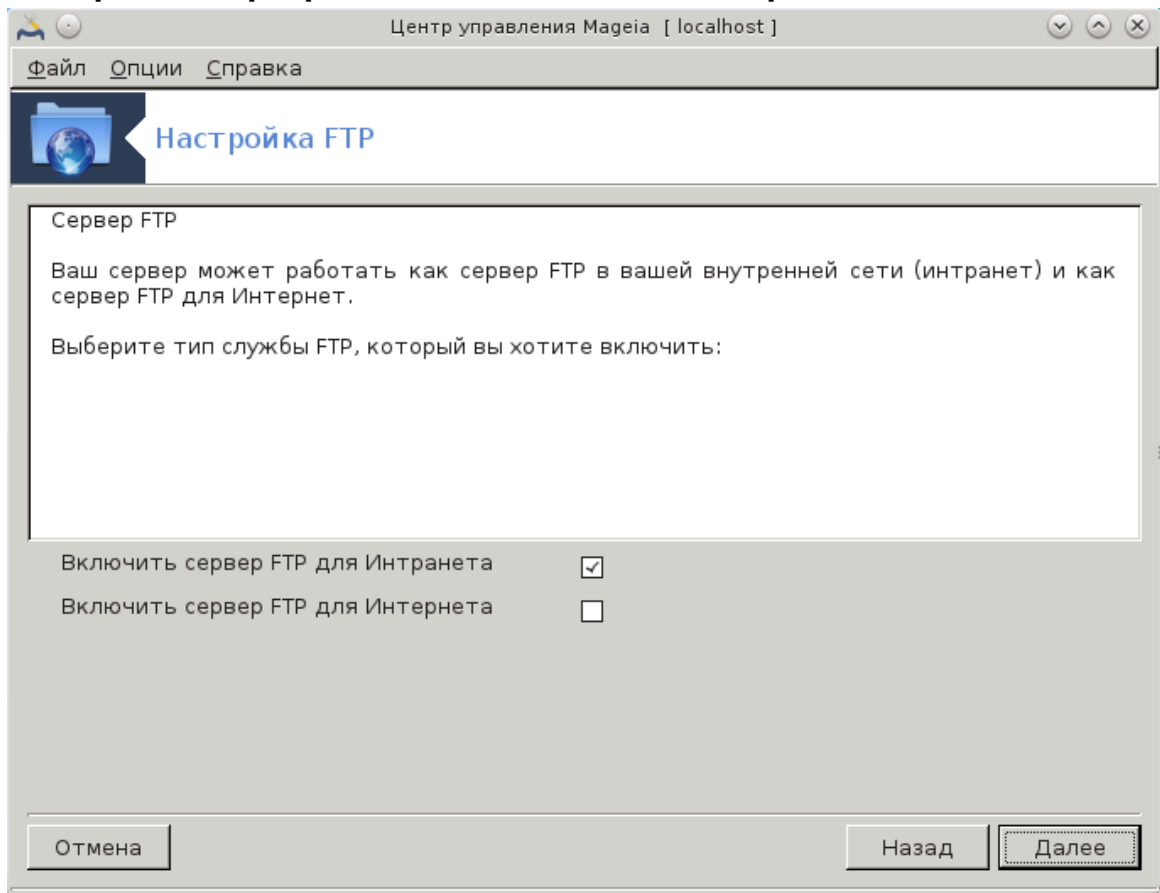 Центр управления Mageia [ localhost ]
Файл Опции Справка
Настройка FTP
Сервер FTP
Ваш сервер может работать как сервер FTP в вашей внутренней сети (интранет) и как
сервер FTP для Интернет.
Выберите тип службы FTP, который вы хотите включить:
Включить сервер FTP для Интранета
Включить сервер FTP для Интернета
Отмена Назад Далее